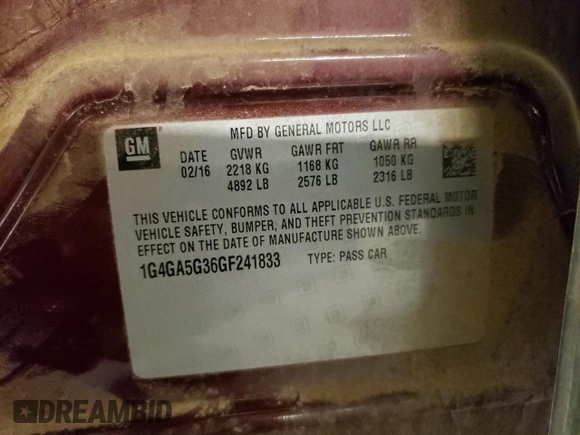 GM
MFD BY GENERAL MOTORS LLC
DATE GVWR GAWR FRT GAWR RR
02/16 2218 KG 1168 KG 1050 KG
4892 LB 2576 LB 2316 LB
THIS VEHICLE CONFORMS TO ALL APPLICABLE U.S. FEDERAL MOTOR
VEHICLE SAFETY, BUMPER, AND THEFT PREVENTION STANDARDS IN
EFFECT ON THE DATE OF MANUFACTURE SHOWN ABOVE.
1G4GA5G36GF241833 TYPE: PASS CAR
DREAMBID